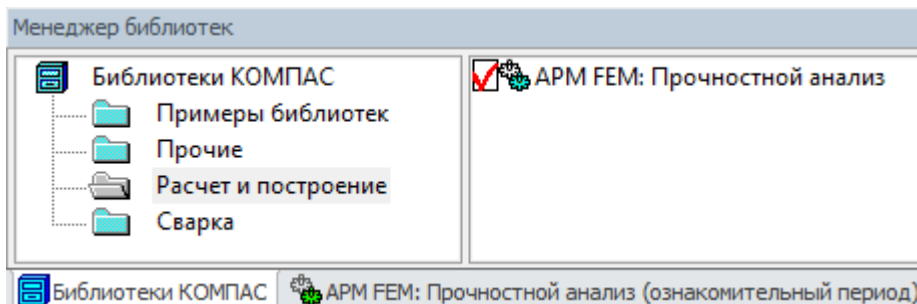 Менеджер библиотек
Библиотеки КОМПАС
Примеры библиотек
Прочие
Расчет и построение
Сварка
APM FEM: Прочностной анализ
Библиотеки КОМПАС
APM FEM: Прочностной анализ (ознакомительный период)